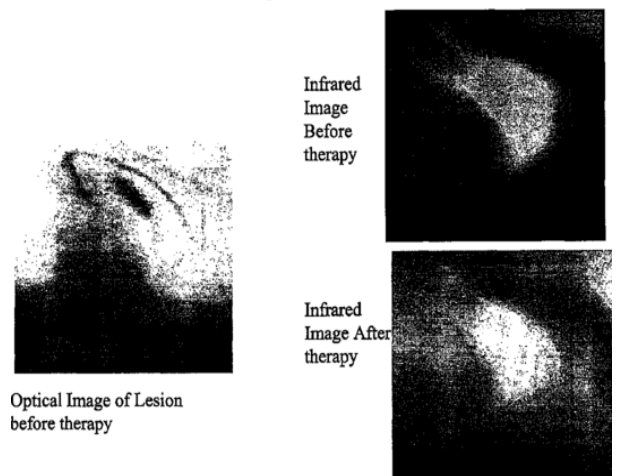 Infrared
Image
Before
therapy
Infrared
Image After
therapy
Optical Image of Lesion
before therapy